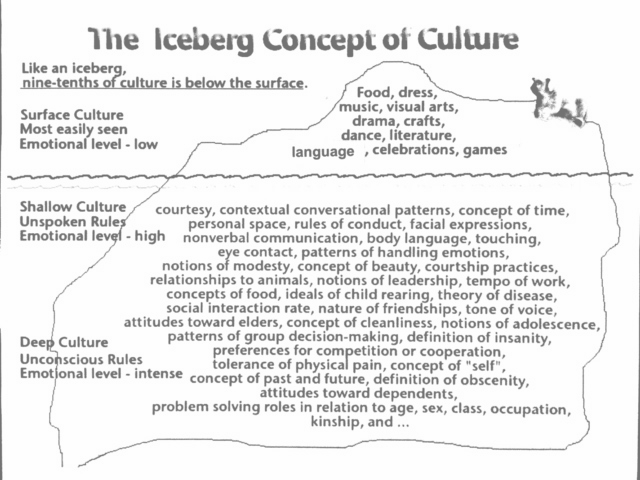 The Iceberg Concept of Culture
Like an iceberg,
nine-tenths of culture is below the surface.
Surface Culture
Most easily seen
Emotional level - low
Food, dress,
music, visual arts,
drama, crafts,
dance, literature,
language , celebrations, games
Shallow Culture
Unspoken Rules
Emotional level - high
courtesy, contextual conversational patterns, concept of time,
personal space, rules of conduct, facial expressions,
nonverbal communication, body language, touching,
eye contact, patterns of handling emotions,
notions of modesty, concept of beauty, courtship practices,
relationships to animals, notions of leadership, tempo of work,
concepts of food, ideals of child rearing, theory of disease,
social interaction rate, nature of friendships, tone of voice,
attitudes toward elders, concept of cleanliness, notions of adolescence,
patterns of group decision-making, definition of insanity,
preferences for competition or cooperation,
tolerance of physical pain, concept of "self",
concept of past and future, definition of obscenity,
attitudes toward dependents,
problem solving roles in relation to age, sex, class, occupation,
kinship, and ...
Deep Culture
Unconscious Rules
Emotional level - intense